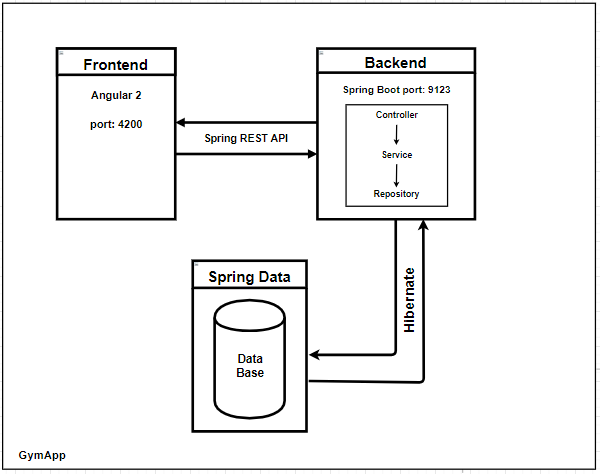 Frontend
Angular 2
port: 4200
Spring REST API
Backend
Spring Boot port: 9123
Controller
Service
Repository
Hibernate
Spring Data
Data
Base
GymApp